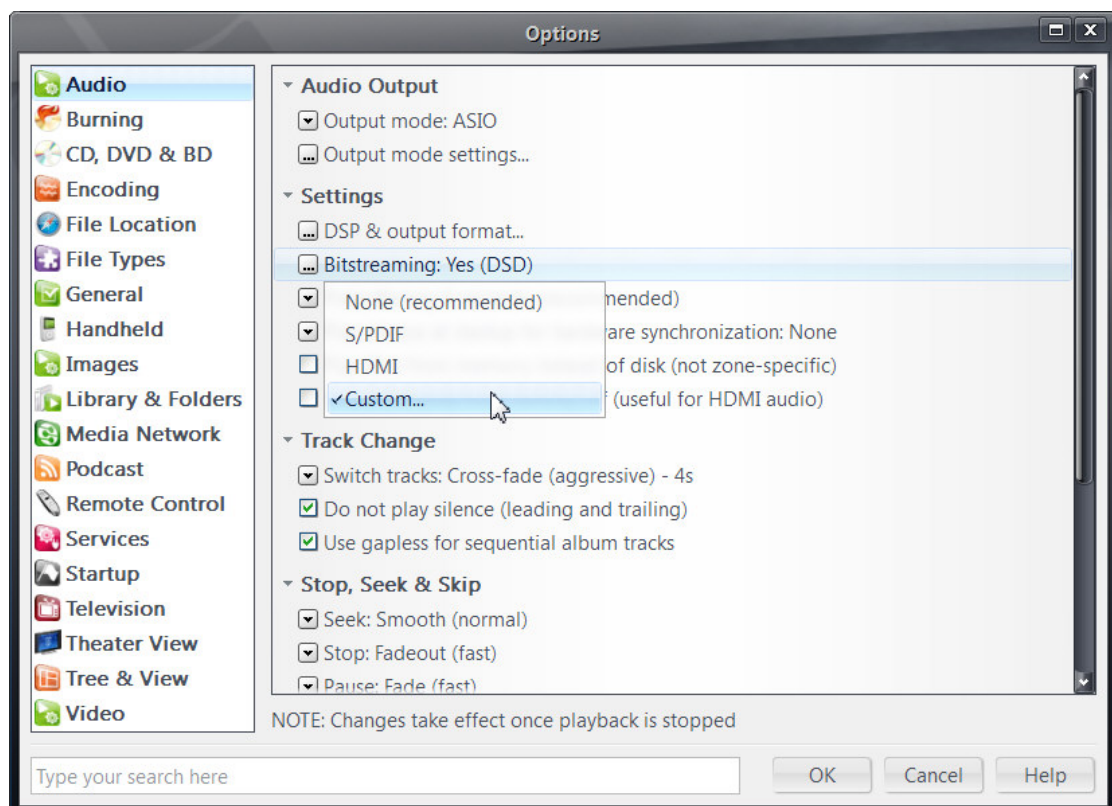 Options
Audio
Burning
CD, DVD & BD
Encoding
File Location
File Types
General
Handheld
Images
Library & Folders
Media Network
Podcast
Remote Control
Services
Startup
Television
Theater View
Tree & View
Video
Audio Output
Output mode: ASIO
Output mode settings...
Settings
DSP & output format...
Bitstreaming: Yes (DSD)
None (recommended)
S/PDIF
HDMI
Custom...
synchronization: None
of disk (not zone-specific)
(useful for HDMI audio)
Track Change
Switch tracks: Cross-fade (aggressive) - 4s
Do not play silence (leading and trailing)
Use gapless for sequential album tracks
Stop, Seek & Skip
Seek: Smooth (normal)
Stop: Fadeout (fast)
Pause: Fade (fast)
NOTE: Changes take effect once playback is stopped
Type your search here
OK Cancel Help